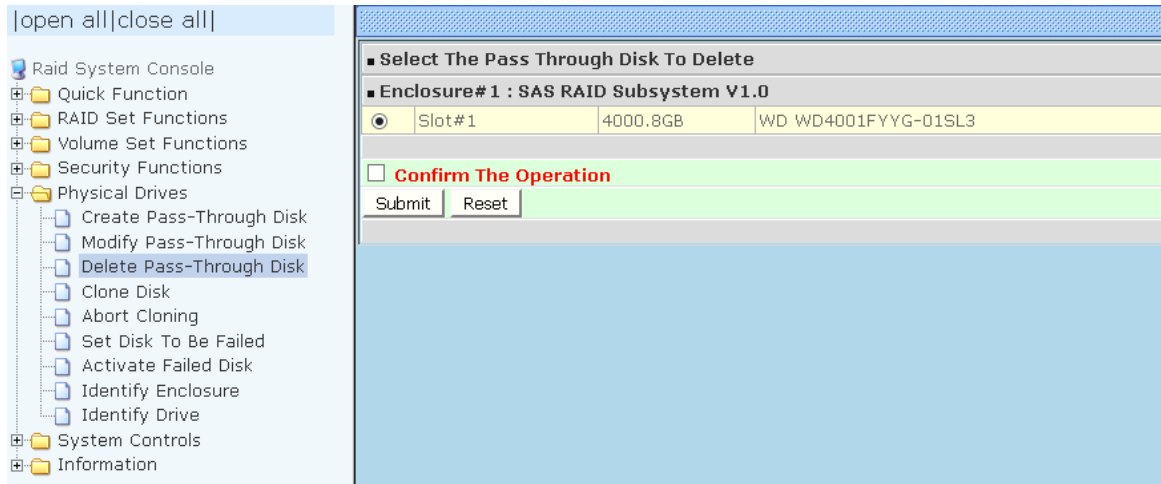 |open all|close all|
Raid System Console
Quick Function
RAID Set Functions
Volume Set Functions
Security Functions
Physical Drives
Create Pass-Through Disk
Modify Pass-Through Disk
Delete Pass-Through Disk
Clone Disk
Abort Cloning
Set Disk To Be Failed
Activate Failed Disk
Identify Enclosure
Identify Drive
System Controls
Information
Select The Pass Through Disk To Delete
Enclosure#1 : SAS RAID Subsystem V1.0
Slot#1 4000.8GB WD WD4001FYYG-01SL3
Confirm The Operation
Submit Reset